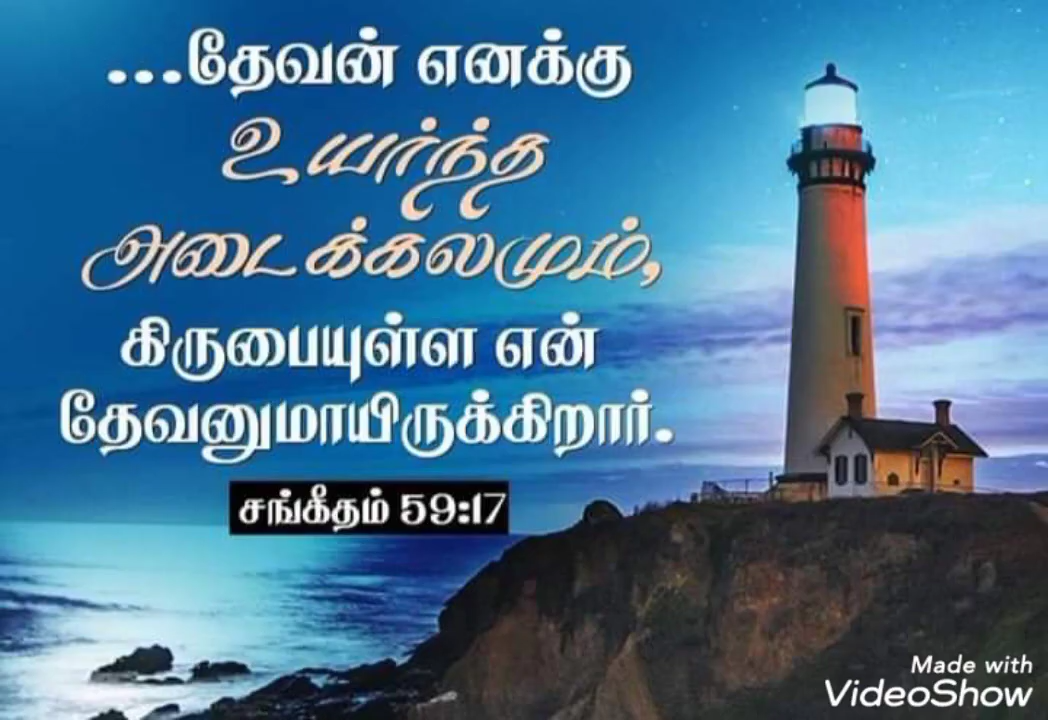 ...தேவன் எனக்கு
உயர்ந்த
அடைக்கலமும்,
கிருபையுள்ள என்
தேவனுமாயிருக்கிறார்.
சங்கீதம் 59:17
Made with
VideoShow